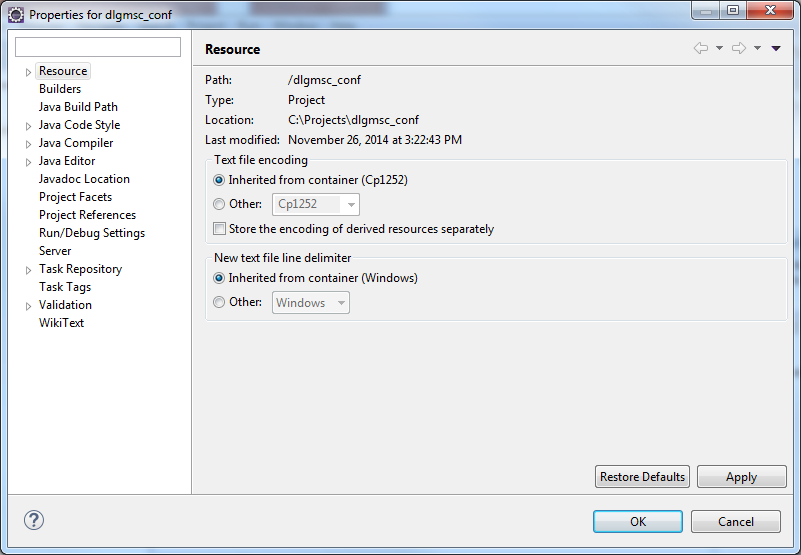 Properties for dlgmsc_conf
Resource
Builders
Java Build Path
Java Code Style
Java Compiler
Java Editor
Javadoc Location
Project Facets
Project References
Run/Debug Settings
Server
Task Repository
Task Tags
Validation
WikiText
Resource
Path: /dlgmsc_conf
Type: Project
Location: C:\Projects\dlgmsc_conf
Last modified: November 26, 2014 at 3:22:43 PM
Text file encoding
Inherited from container (Cp1252)
Other: Cp1252
Store the encoding of derived resources separately
New text file line delimiter
Inherited from container (Windows)
Other: Windows
Restore Defaults Apply
? OK Cancel